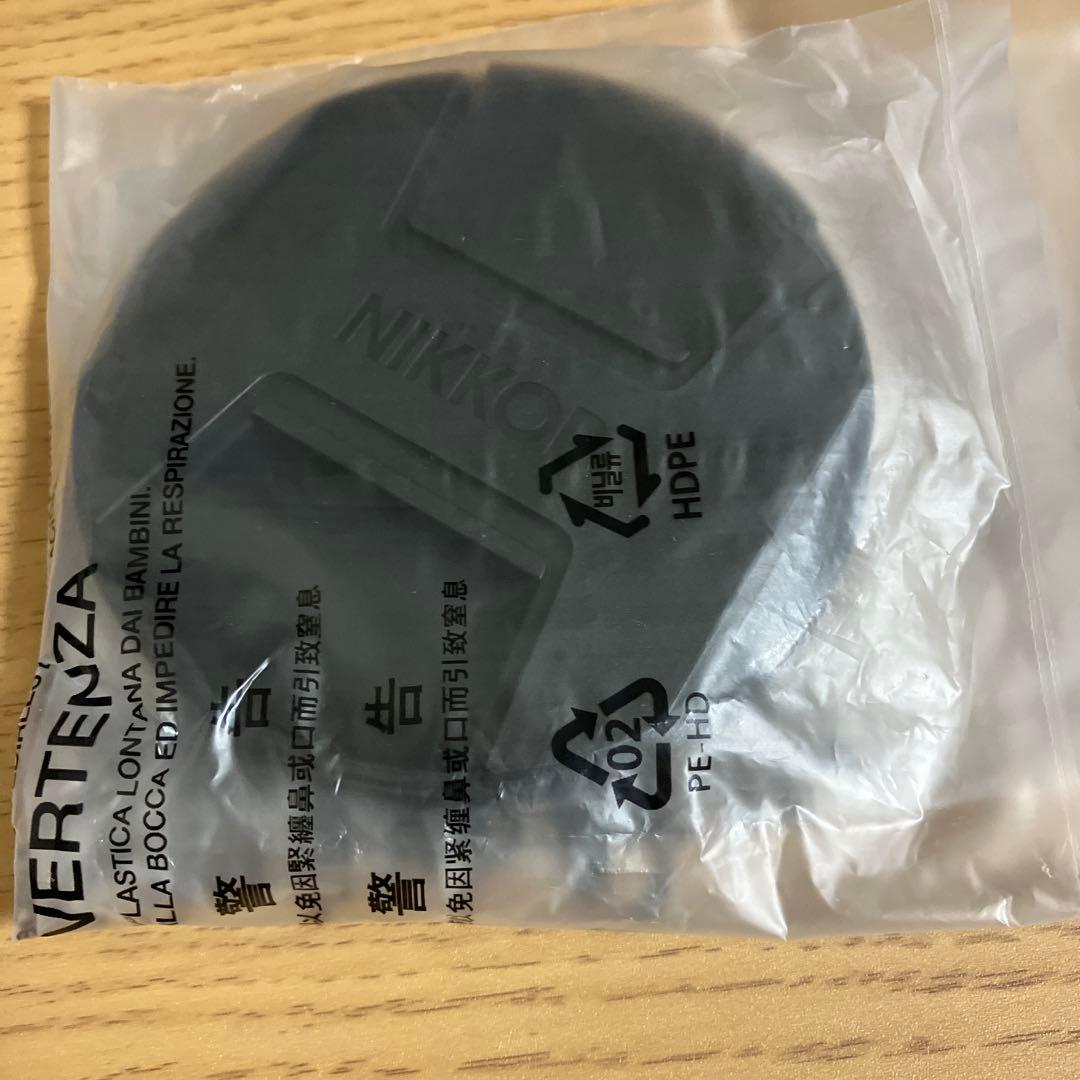 NIKKOR
비닐류
HDPE
02
PE-HD
VERTENZA
PLASTICA LONTANA DAI BAMBINI.
LLA BOCCA ED IMPEDIRE LA RESPIRAZIONE.
警 告
以免因緊纏鼻或口而引致窒息
警 告
以免因紧缠鼻或口而引致窒息